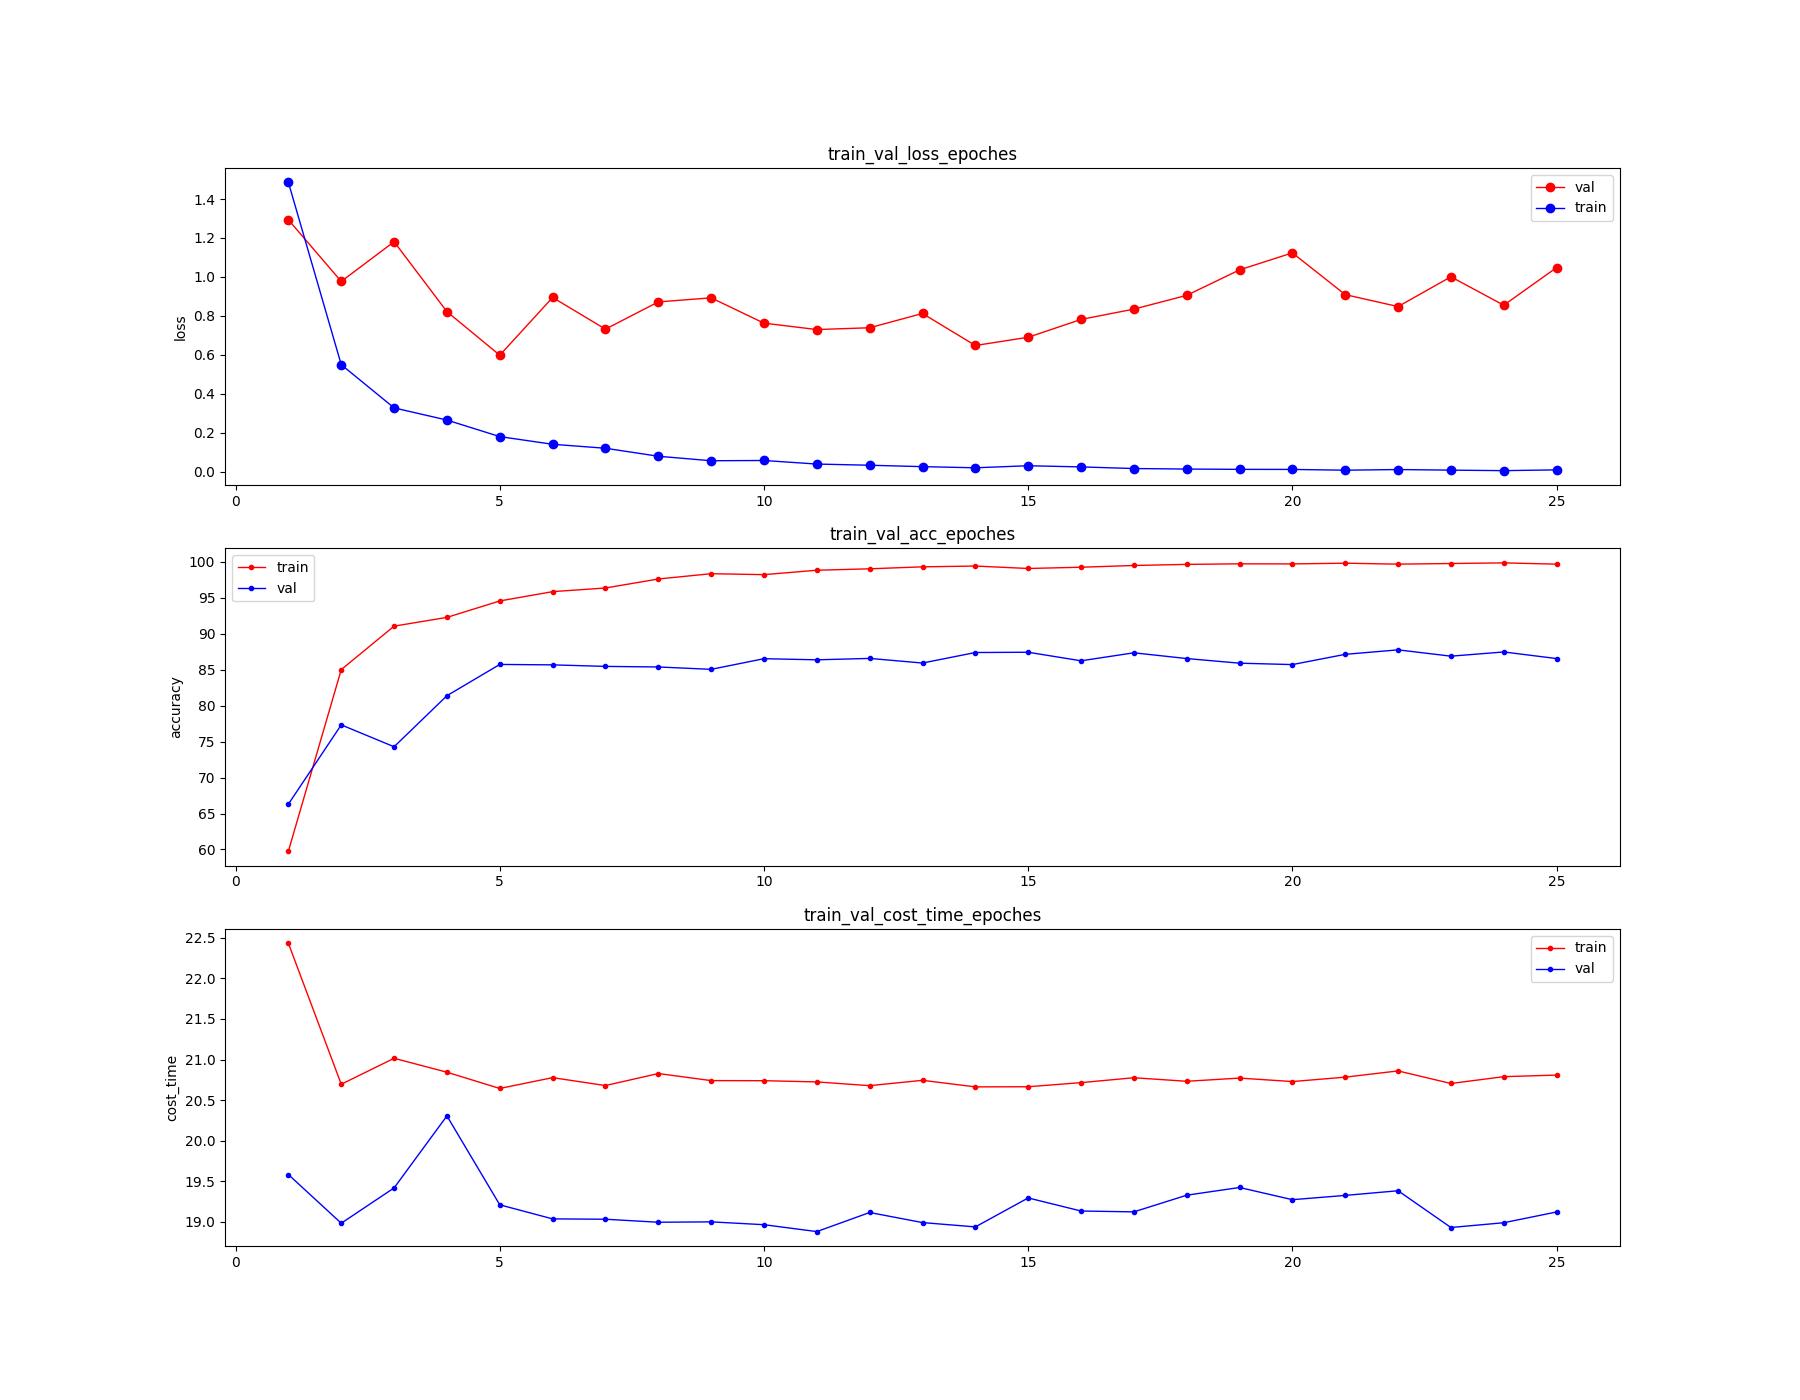 train_val_loss_epoches
val
train
loss
1.4
1.2
1.0
0.8
0.6
0.4
0.2
0.0
0 5 10 15 20 25
train_val_acc_epoches
train
val
accuracy
100
95
90
85
80
75
70
65
60
0 5 10 15 20 25
train_val_cost_time_epoches
train
val
cost_time
22.5
22.0
21.5
21.0
20.5
20.0
19.5
19.0
0 5 10 15 20 25